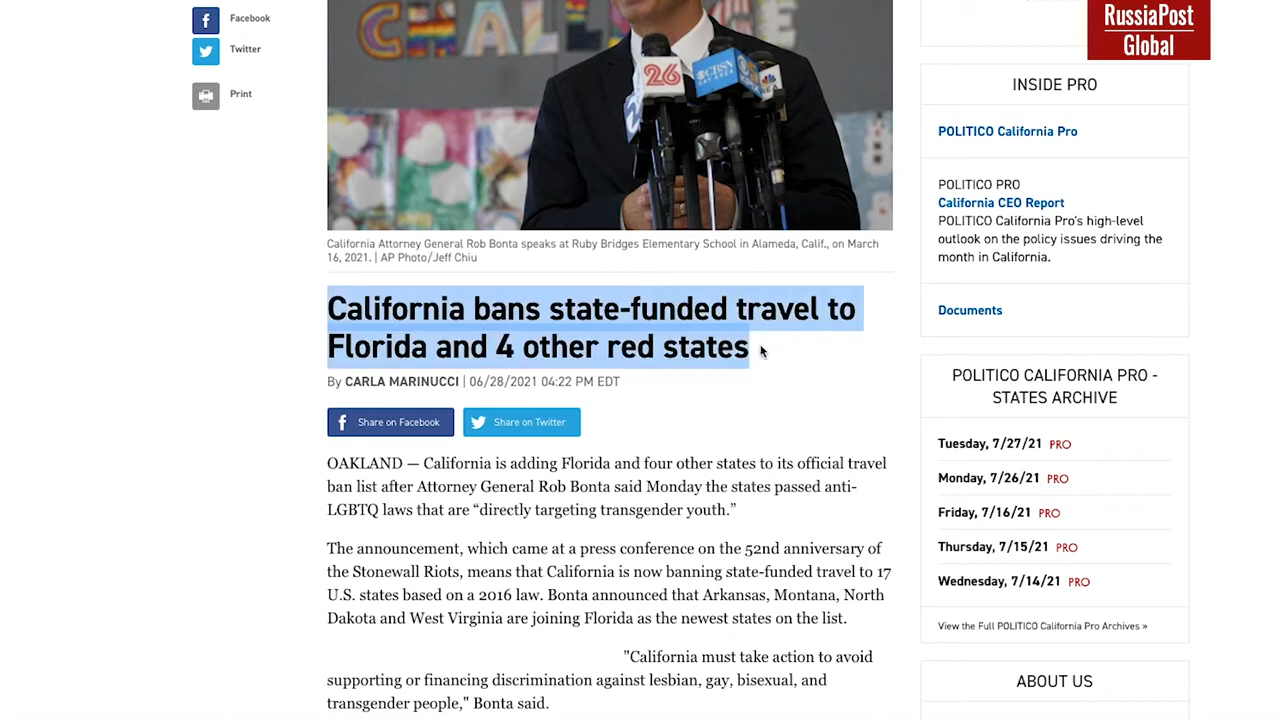 Facebook
Twitter
Print
CHALLENGE
26
CBSN
BAY AREA
RussiaPost
Global
INSIDE PRO
POLITICO California Pro
POLITICO PRO
California CEO Report
POLITICO California Pro's high-level
outlook on the policy issues driving the
month in California.
Documents
California Attorney General Rob Bonta speaks at Ruby Bridges Elementary School in Alameda, Calif., on March
16, 2021. | AP Photo/Jeff Chiu
California bans state-funded travel to
Florida and 4 other red states
By CARLA MARINUCCI | 06/28/2021 04:22 PM EDT
Share on Facebook
Share on Twitter
OAKLAND — California is adding Florida and four other states to its official travel
ban list after Attorney General Rob Bonta said Monday the states passed anti-
LGBTQ laws that are “directly targeting transgender youth.”
The announcement, which came at a press conference on the 52nd anniversary of
the Stonewall Riots, means that California is now banning state-funded travel to 17
U.S. states based on a 2016 law. Bonta announced that Arkansas, Montana, North
Dakota and West Virginia are joining Florida as the newest states on the list.
"California must take action to avoid
supporting or financing discrimination against lesbian, gay, bisexual, and
transgender people," Bonta said.
POLITICO CALIFORNIA PRO -
STATES ARCHIVE
Tuesday, 7/27/21 PRO
Monday, 7/26/21 PRO
Friday, 7/16/21 PRO
Thursday, 7/15/21 PRO
Wednesday, 7/14/21 PRO
View the Full POLITICO California Pro Archives »
ABOUT US